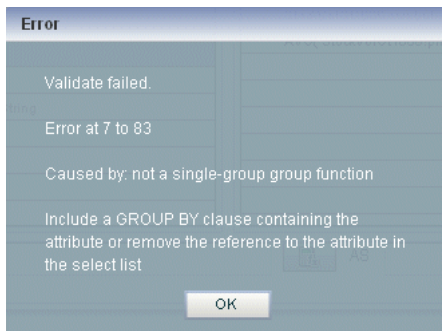 Error
Validate failed.
Error at 7 to 83
Caused by: not a single-group group function
Include a GROUP BY clause containing the
attribute or remove the reference to the attribute in
the select list
AS
OK